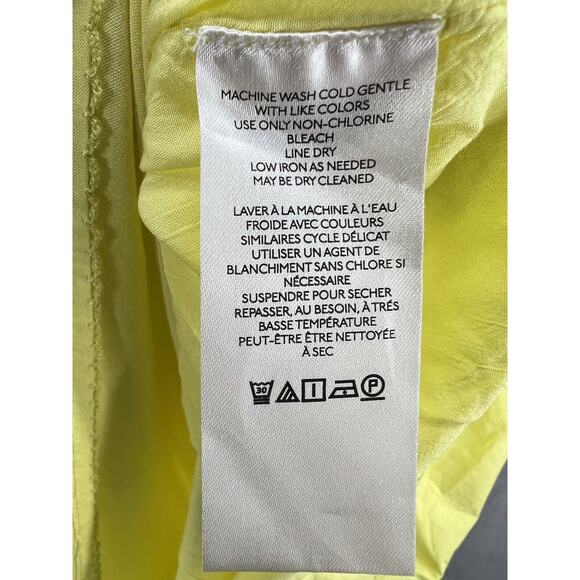 MACHINE WASH COLD GENTLE
WITH LIKE COLORS
USE ONLY NON-CHLORINE
BLEACH
LINE DRY
LOW IRON AS NEEDED
MAY BE DRY CLEANED
LAVER À LA MACHINE À L'EAU
FROIDE AVEC COULEURS
SIMILAIRES CYCLE DÉLICAT
UTILISER UN AGENT DE
BLANCHIMENT SANS CHLORE SI
NÉCESSAIRE
SUSPENDRE POUR SECHER
REPASSER, AU BESOIN, À TRÉS
BASSE TEMPÉRATURE
PEUT-ÊTRE ÊTRE NETTOYÉE
À SEC
30 P